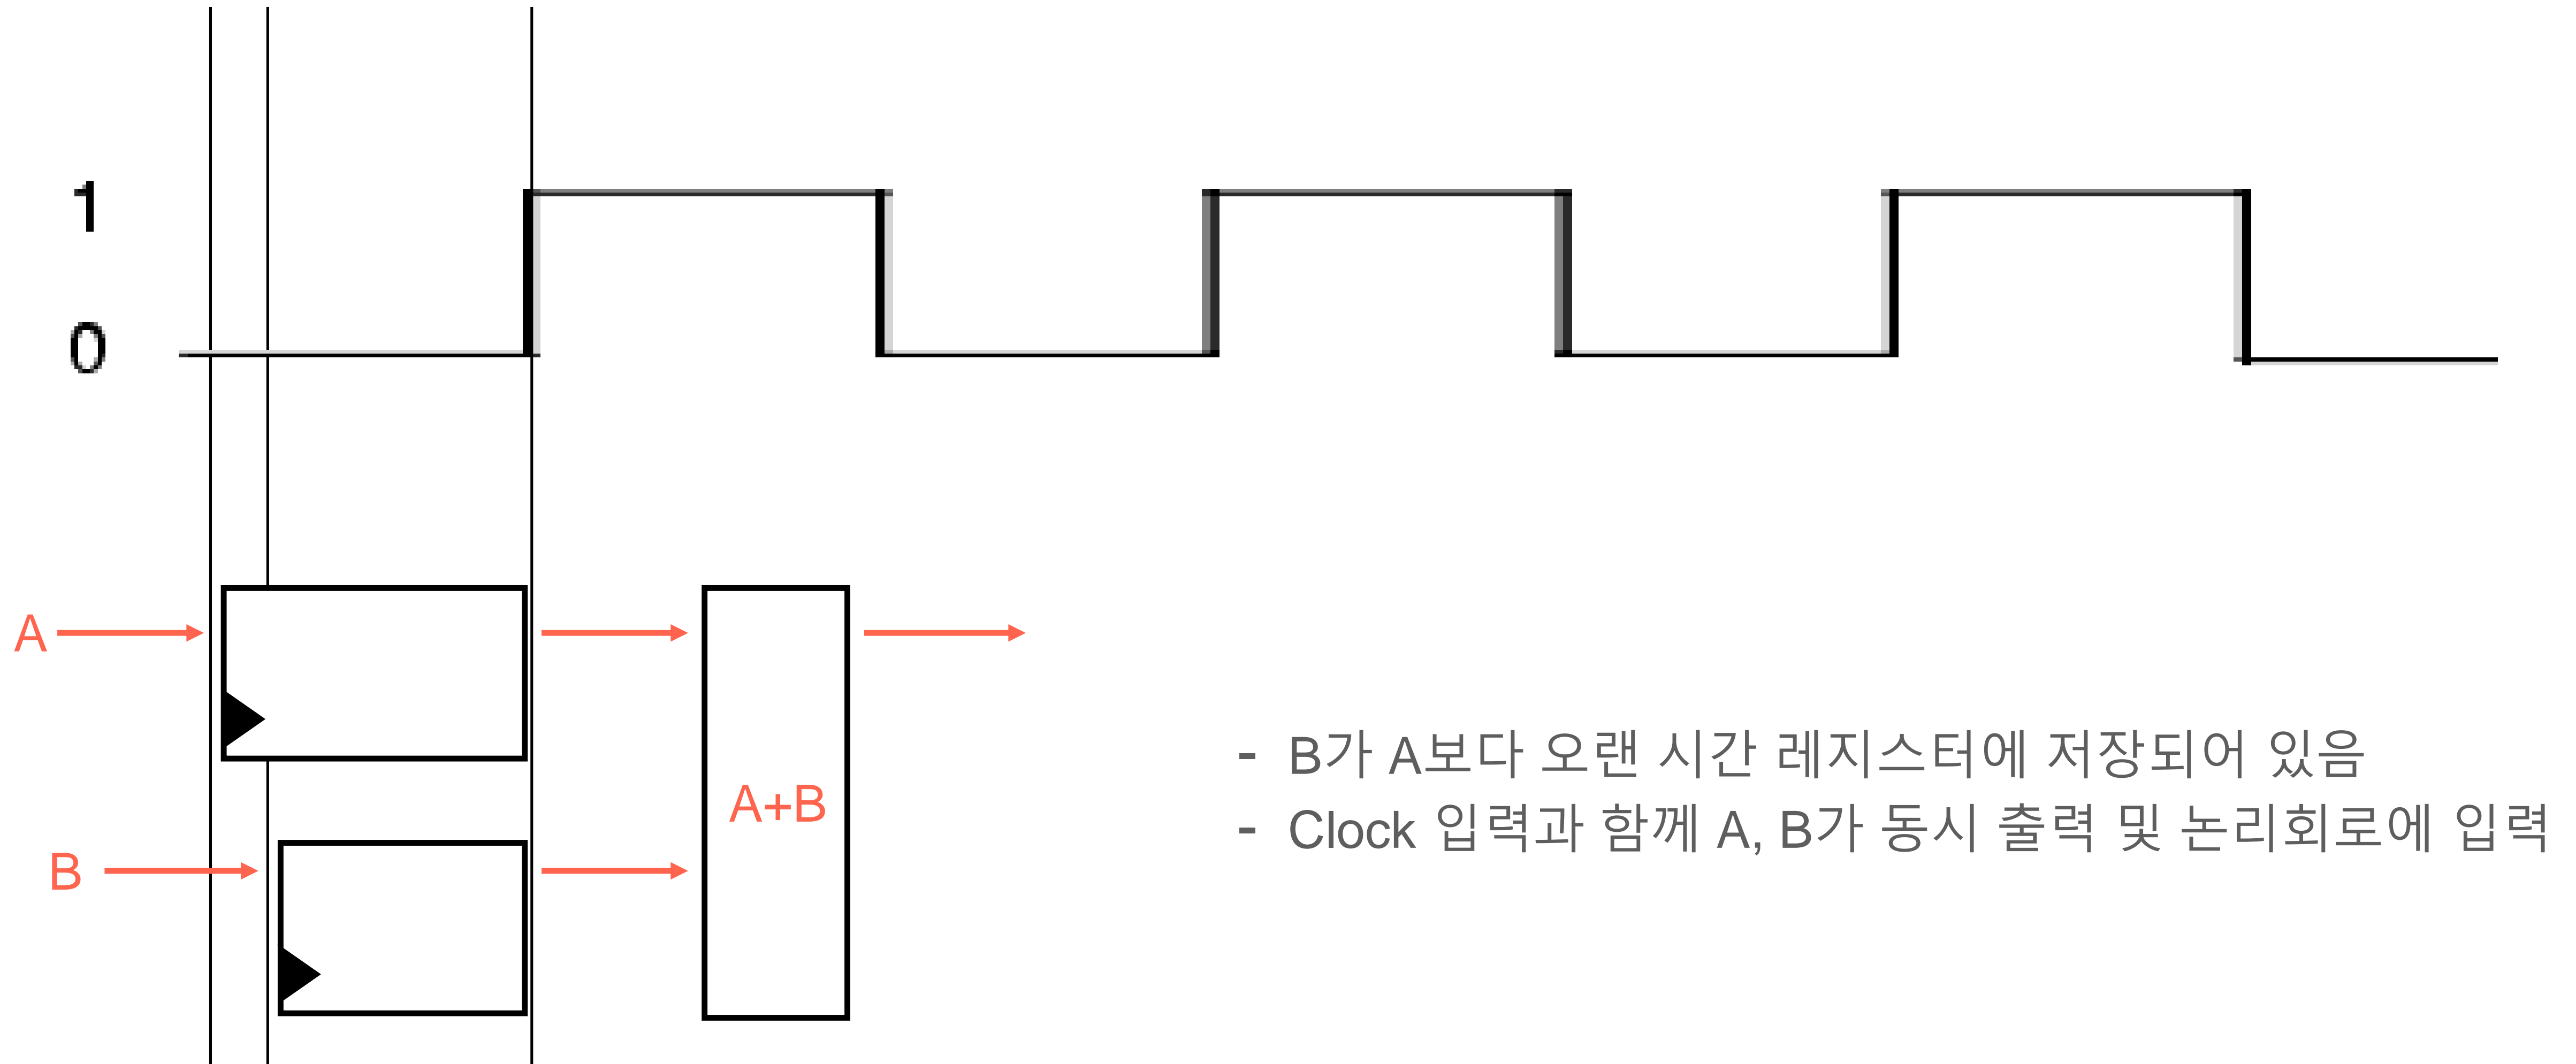 1
0
A
A+B
B
- B가 A보다 오랜 시간 레지스터에 저장되어 있음
- Clock 입력과 함께 A, B가 동시 출력 및 논리회로에 입력